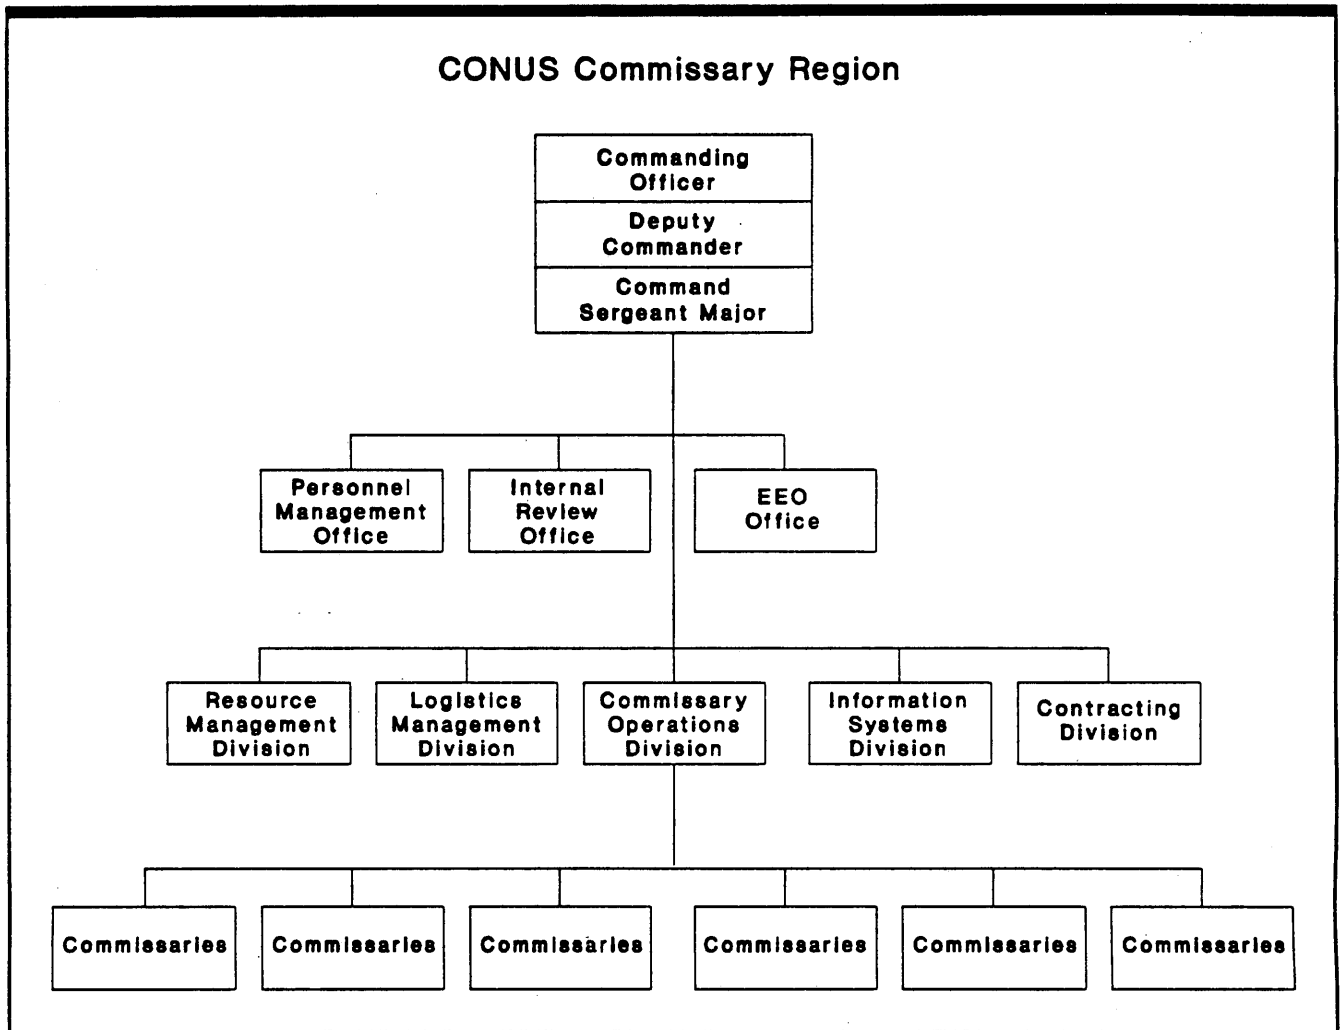 CONUS Commissary Region
Commanding
Officer
Deputy
Commander
Command
Sergeant Major
Personnel
Management
Office
Internal
Review
Office
EEO
Office
Resource
Management
Division
Logistics
Management
Division
Commissary
Operations
Division
Information
Systems
Division
Contracting
Division
Commissaries
Commissaries
Commissaries
Commissaries
Commissaries
Commissaries